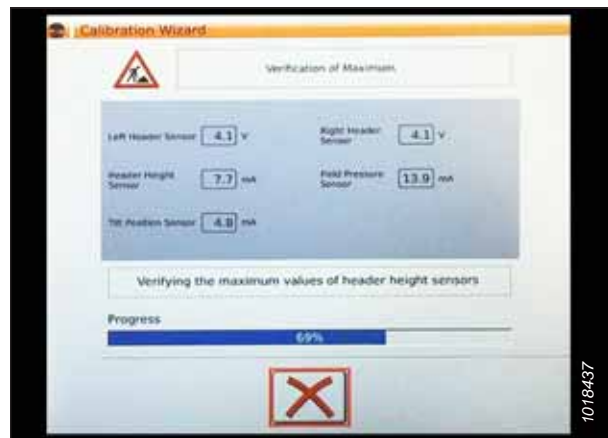 Calibration Wizard
Verification of Maximum
Left Header Sensor 4.1 V
Right Header Sensor 4.1 V
Header Height Sensor 7.7 mA
Field Pressure Sensor 13.9 mA
Tilt Position Sensor 4.8 mA
Verifying the maximum values of header height sensors
Progress
69%
1018437